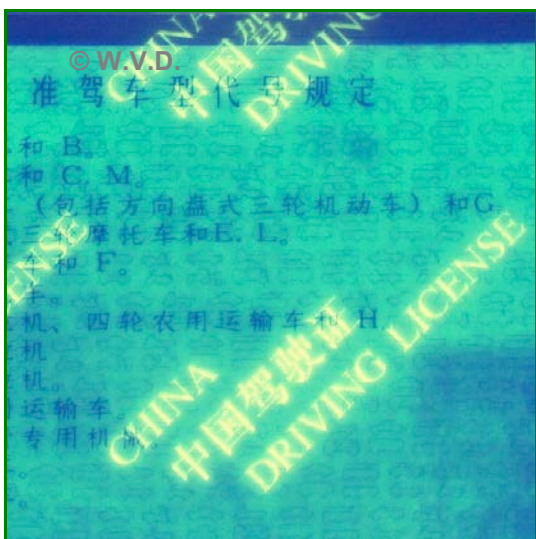 © W.V.D.
CHINA
中国驾
DRIVING
准驾车型代号规定
和 B。
和 C. M。
(包括方向盘式三轮机动车) 和G
三轮摩托车和E. L。
ENSE
车和 F。
车。
机、四轮农用运输车和 H
机
机。
运输车。
专用机械。
CHINA
中国驾驶证
DRIVING LICENSE